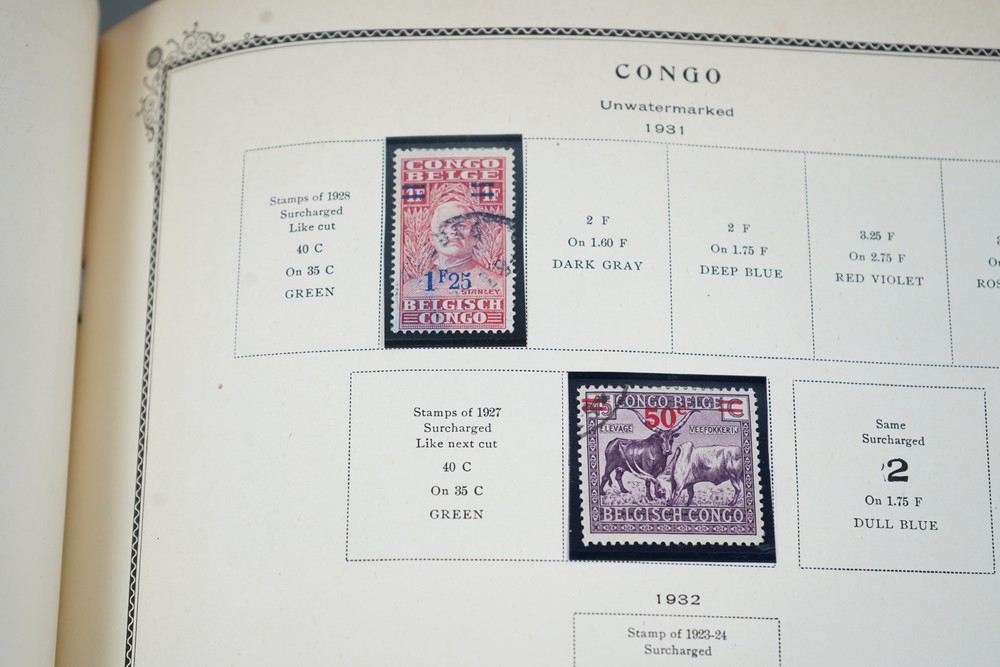 CONGO
Unwatermarked
1931
Stamps of 1928
Surcharged
Like cut
40 C
On 35 C
GREEN
CONGO
BELGE
1F25
STANLEY
BELGISCH
CONGO
2 F
On 1.60 F
DARK GRAY
2 F
On 1.75 F
DEEP BLUE
3.25 F
On 2.75 F
RED VIOLET
Stamps of 1927
Surcharged
Like next cut
40 C
On 35 C
GREEN
CONGO BELGE
50c
ELEVAGE VEEFOKKERIJ
BELGISCH CONGO
Same
Surcharged
2
On 1.75 F
DULL BLUE
1932
Stamp of 1923-24
Surcharged